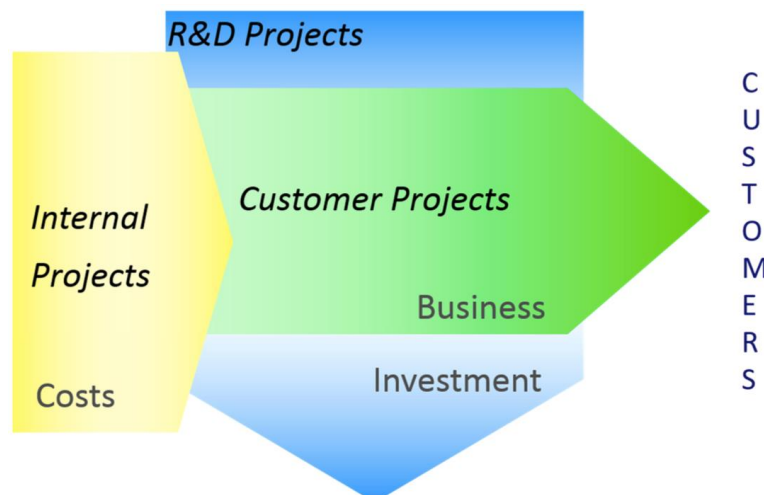 R&D Projects
Customer Projects
Internal
Projects
Business
Investment
Costs
C
U
S
T
O
M
E
R
S